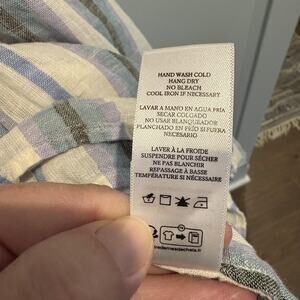 HAND WASH COLD
HANG DRY
NO BLEACH
COOL IRON IF NECESSARY
LAVAR A MANO EN AGUA FRÍA
SECAR COLGADO
NO USAR BLANQUEADOR
PLANCHADO EN FRÍO SI FUERA
NECESARIO
LAVER À LA FROIDE
SUSPENDRE POUR SÉCHER
NE PAS BLANCHIR
REPASSAGE À BASSE
TEMPÉRATURE SI NÉCESSAIRE